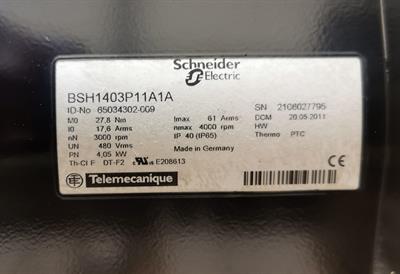 Schneider
Electric
BSH1403P11A1A
ID-No 65034302-009
M0 27,8 Nm Imax 61 Arms SN 2106027795
I0 17,6 Arms nmax 4000 rpm DCM 20.05.2011
nN 3000 rpm IP 40 (IP65) HW
UN 480 Vrms Thermo PTC
PN 4,05 kW Made in Germany
Th-Cl F DT-F2 E208613
Telemecanique
CE